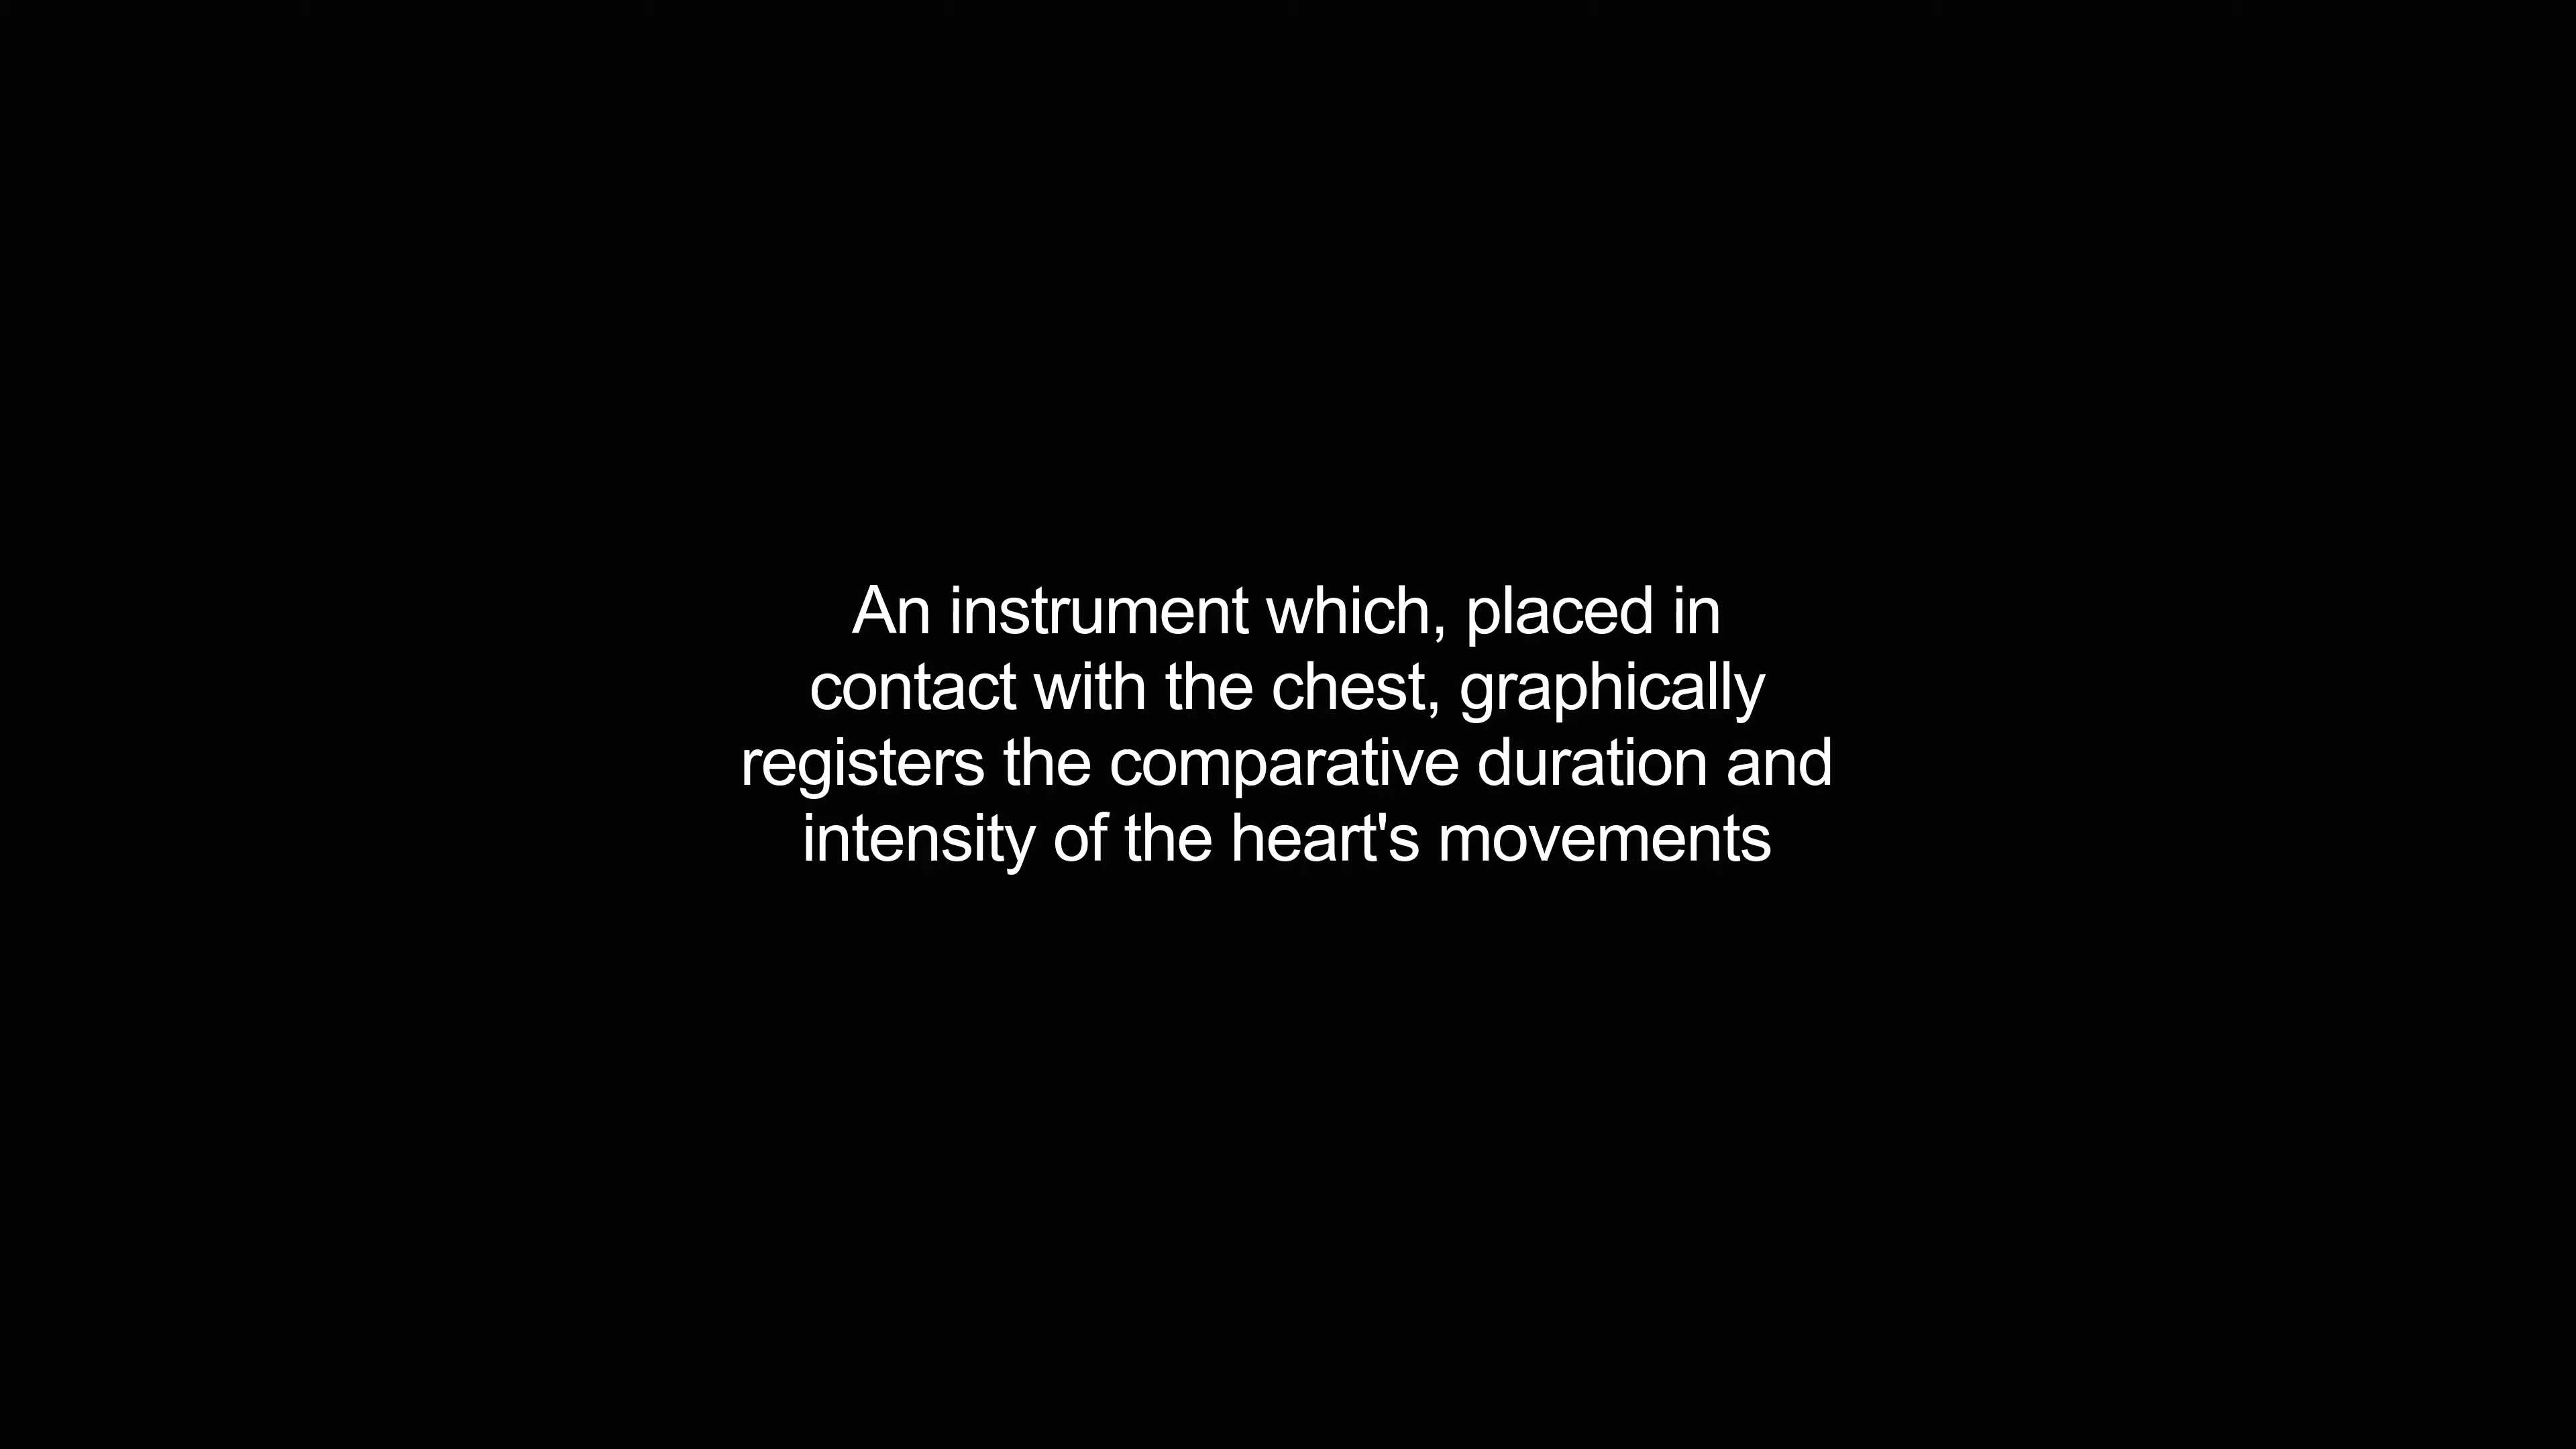 An instrument which, placed in
contact with the chest, graphically
registers the comparative duration and
intensity of the heart's movements